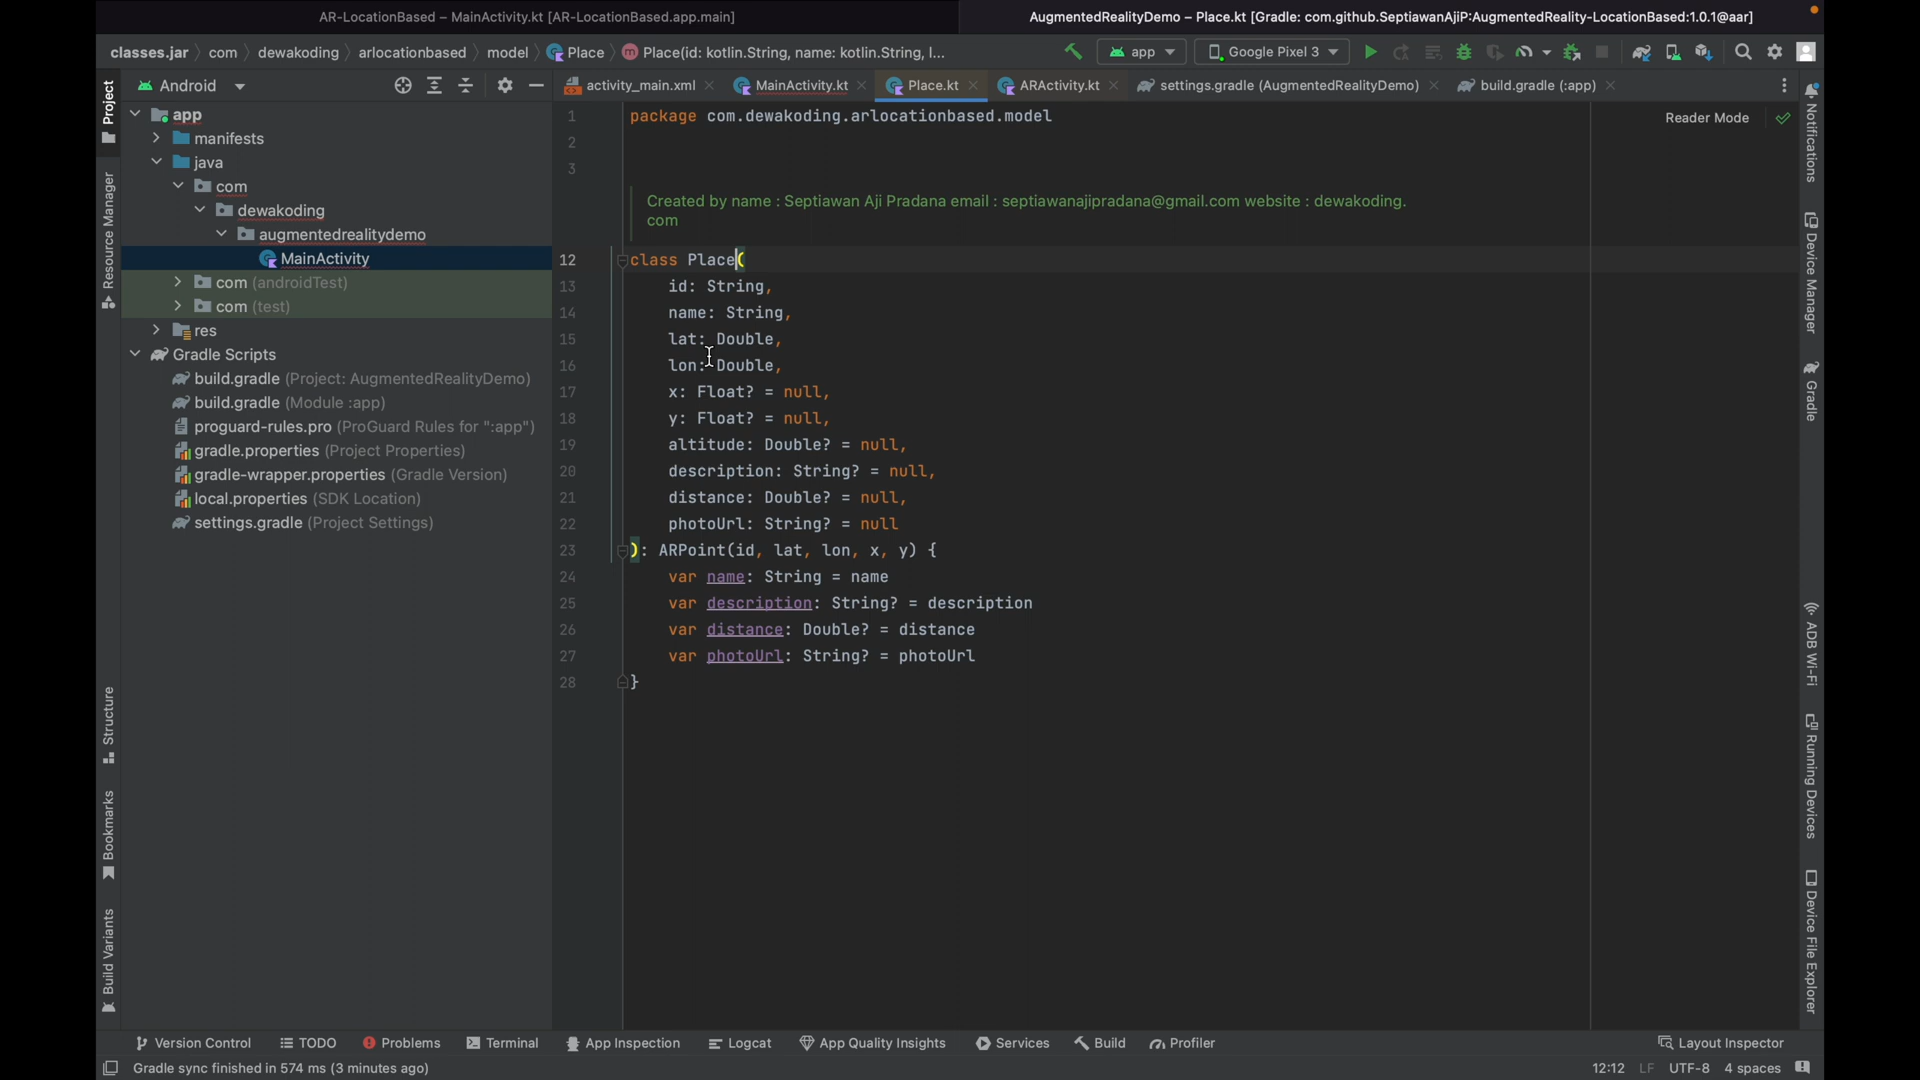 AR-LocationBased – MainActivity.kt [AR-LocationBased.app.main]
AugmentedRealityDemo – Place.kt [Gradle: com.github.SeptiawanAjiP:AugmentedReality-LocationBased:1.0.1@aar]
classes.jar com dewakoding arlocationbased model Place Place(id: kotlin.String, name: kotlin.String, l...
app
Google Pixel 3
Project
Android
activity_main.xml
MainActivity.kt
Place.kt
ARActivity.kt
settings.gradle (AugmentedRealityDemo)
build.gradle (:app)
app
manifests
java
com
dewakoding
augmentedrealitydemo
MainActivity
com (androidTest)
com (test)
res
Gradle Scripts
build.gradle (Project: AugmentedRealityDemo)
build.gradle (Module :app)
proguard-rules.pro (ProGuard Rules for ":app")
gradle.properties (Project Properties)
gradle-wrapper.properties (Gradle Version)
local.properties (SDK Location)
settings.gradle (Project Settings)
Resource Manager
Structure
Bookmarks
Build Variants
Reader Mode
1 package com.dewakoding.arlocationbased.model
2
3
Created by name : Septiawan Aji Pradana email : septiawanajipradana@gmail.com website : dewakoding.
com
12 class Place(
13 id: String,
14 name: String,
15 lat: Double,
16 lon: Double,
17 x: Float? = null,
18 y: Float? = null,
19 altitude: Double? = null,
20 description: String? = null,
21 distance: Double? = null,
22 photoUrl: String? = null
23 ): ARPoint(id, lat, lon, x, y) {
24 var name: String = name
25 var description: String? = description
26 var distance: Double? = distance
27 var photoUrl: String? = photoUrl
28 }
Notifications
Device Manager
Gradle
ADB Wi-Fi
Running Devices
Device File Explorer
Version Control
TODO
Problems
Terminal
App Inspection
Logcat
App Quality Insights
Services
Build
Profiler
Layout Inspector
Gradle sync finished in 574 ms (3 minutes ago)
12:12 LF UTF-8 4 spaces